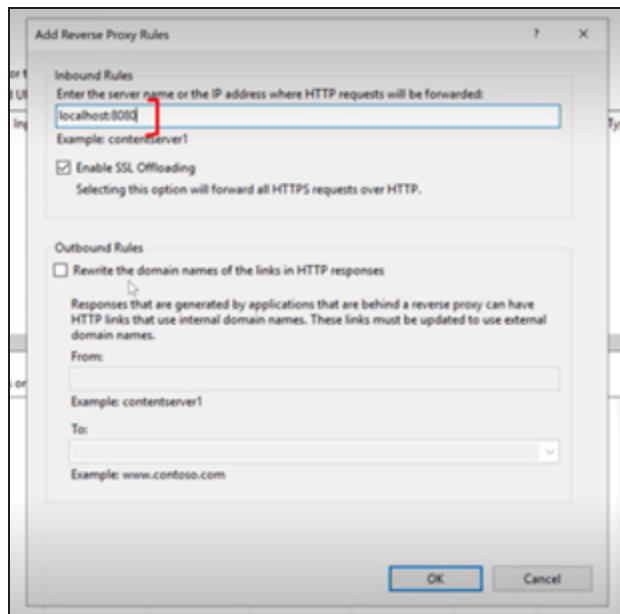 Add Reverse Proxy Rules
?
×
or t
Inbound Rules
d UI
Enter the server name or the IP address where HTTP requests will be forwarded:
localhost:8080
Example: contentserver1
Enable SSL Offloading
Selecting this option will forward all HTTPS requests over HTTP.
Outbound Rules
Rewrite the domain names of the links in HTTP responses
Responses that are generated by applications that are behind a reverse proxy can have
HTTP links that use internal domain names. These links must be updated to use external
domain names.
s or
From:
Example: contentserver1
To:
Example: www.contoso.com
OK
Cancel